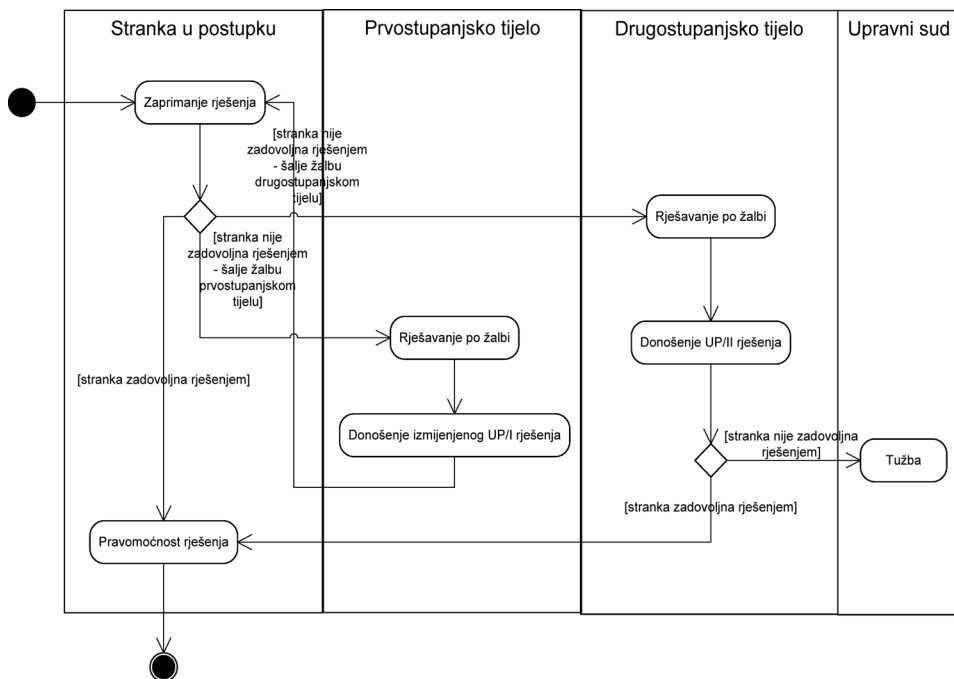 Stranka u postupku
Prvostupanjsko tijelo
Drugostupanjsko tijelo
Upravni sud
Zaprimanje rješenja
[stranka nije
zadovoljna rješenjem
- šalje žalbu
drugostupanjskom
tijelu]
Rješavanje po žalbi
[stranka nije
zadovoljna rješenjem
- šalje žalbu
prvostupanjskom
tijelu]
Rješavanje po žalbi
Donošenje UP/II rješenja
[stranka zadovoljna rješenjem]
Donošenje izmijenjenog UP/I rješenja
[stranka nije zadovoljna
rješenjem]
Tužba
[stranka zadovoljna rješenjem]
Pravomoćnost rješenja